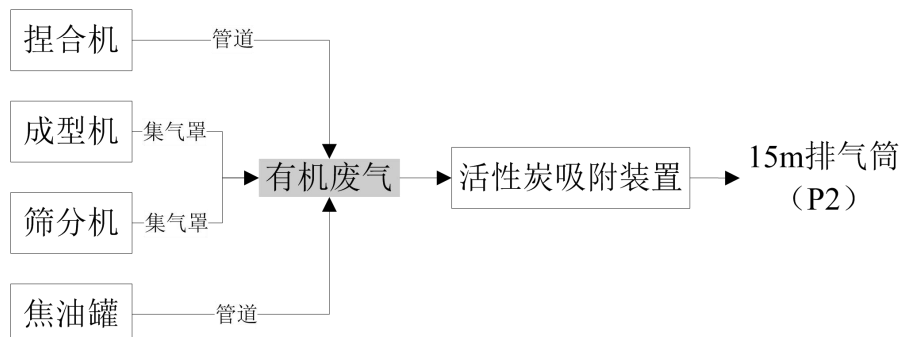 捏合机
管道
成型机
集气罩
筛分机
集气罩
焦油罐
管道
有机废气
活性炭吸附装置
15m排气筒
（P2）